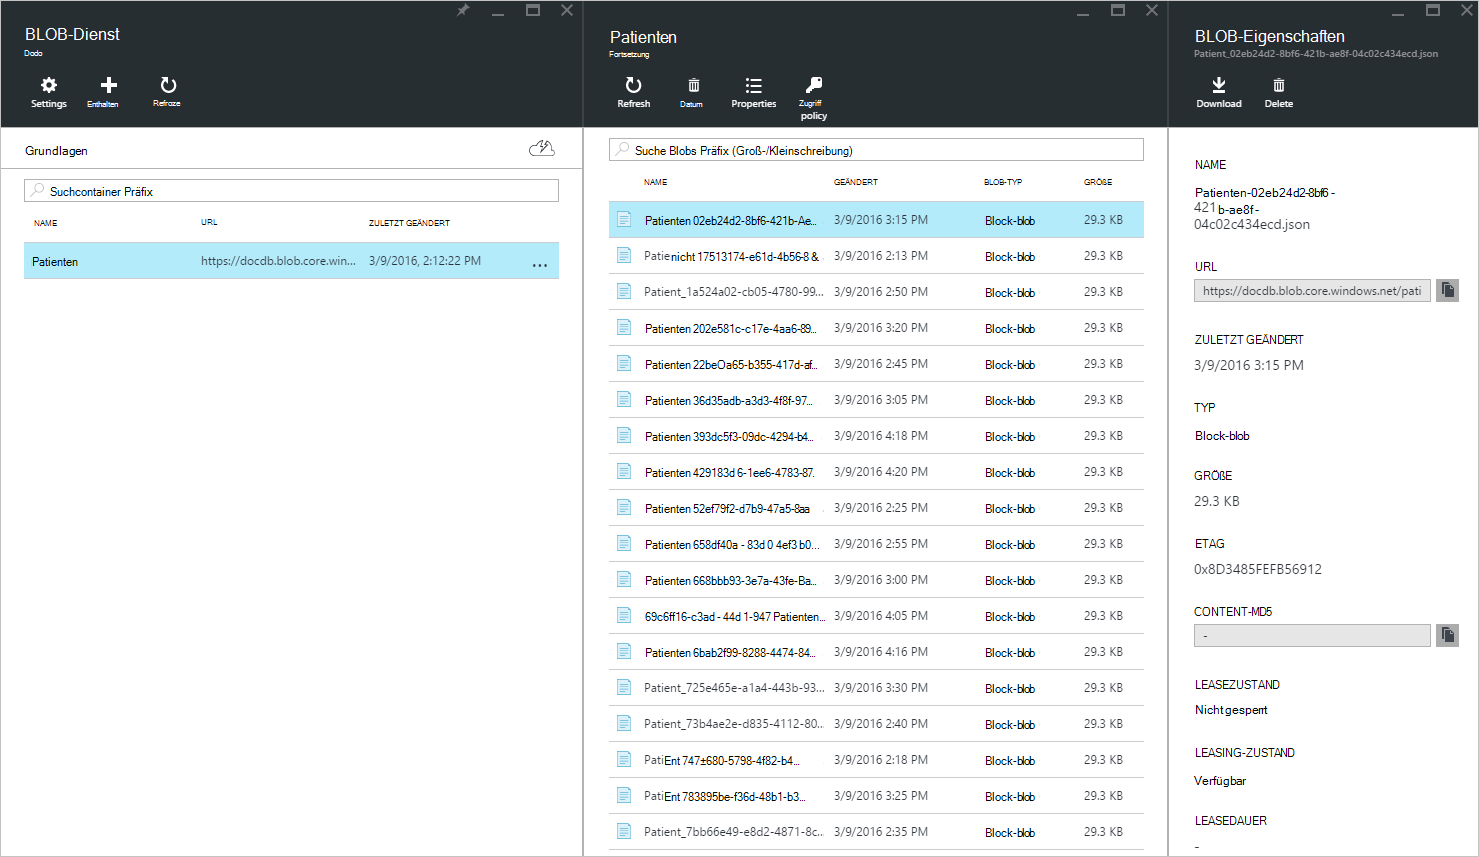 BLOB-Dienst
Dodo
Settings
Enthalten
Refroze
Grundlagen
Suchcontainer Präfix
NAME URL ZULETZT GEÄNDERT
Patienten https://docdb.blob.core.win... 3/9/2016, 2:12:22 PM ...
Patienten
Fortsetzung
Refresh
Datum
Properties
Zugriff
policy
Suche Blobs Präfix (Groß-/Kleinschreibung)
NAME GEÄNDERT BLOB-TYP GRÖßE
Patienten 02eb24d2-8bf6-421b-Ae... 3/9/2016 3:15 PM Block-blob 29.3 KB
Patienicht 17513174-e61d-4b56-8 & 3/9/2016 2:13 PM Block-blob 29.3 KB
Patient_1a524a02-cb05-4780-99... 3/9/2016 2:50 PM Block-blob 29.3 KB
Patienten 202e581c-c17e-4aa6-89... 3/9/2016 3:20 PM Block-blob 29.3 KB
Patienten 22beOa65-b355-417d-af... 3/9/2016 2:45 PM Block-blob 29.3 KB
Patienten 36d35adb-a3d3-4f8f-97... 3/9/2016 3:05 PM Block-blob 29.3 KB
Patienten 393dc5f3-09dc-4294-b4... 3/9/2016 4:18 PM Block-blob 29.3 KB
Patienten 429183d 6-1ee6-4783-87. 3/9/2016 4:20 PM Block-blob 29.3 KB
Patienten 52ef79f2-d7b9-47a5-8aa 3/9/2016 2:25 PM Block-blob 29.3 KB
Patienten 658df40a - 83d 0 4ef3 b0... 3/9/2016 2:55 PM Block-blob 29.3 KB
Patienten 668bbb93-3e7a-43fe-Ba... 3/9/2016 3:00 PM Block-blob 29.3 KB
69c6ff16-c3ad - 44d 1-947 Patienten... 3/9/2016 4:05 PM Block-blob 29.3 KB
Patienten 6bab2f99-8288-4474-84... 3/9/2016 4:16 PM Block-blob 29.3 KB
Patient_725e465e-a1a4-443b-93... 3/9/2016 3:30 PM Block-blob 29.3 KB
Patient_73b4ae2e-d835-4112-80... 3/9/2016 2:40 PM Block-blob 29.3 KB
PatiEnt 747±680-5798-4f82-b4... 3/9/2016 2:18 PM Block-blob 29.3 KB
PatiEnt 783895be-f36d-48b1-b3... 3/9/2016 3:25 PM Block-blob 29.3 KB
Patient_7bb66e49-e8d2-4871-8c... 3/9/2016 2:35 PM Block-blob 29.3 KB
BLOB-Eigenschaften
Patient_02eb24d2-8bf6-421b-ae8f-04c02c434ecd.json
Download
Delete
NAME
Patienten-02eb24d2-8bf6 -
421 b-ae8f -
04c02c434ecd.json
URL
https://docdb.blob.core.windows.net/pati
ZULETZT GEÄNDERT
3/9/2016 3:15 PM
TYP
Block-blob
GRÖßE
29.3 KB
ETAG
0x8D3485FEFB56912
CONTENT-MD5
-
LEASEZUSTAND
Nicht gesperrt
LEASING-ZUSTAND
Verfügbar
LEASEDAUER
-